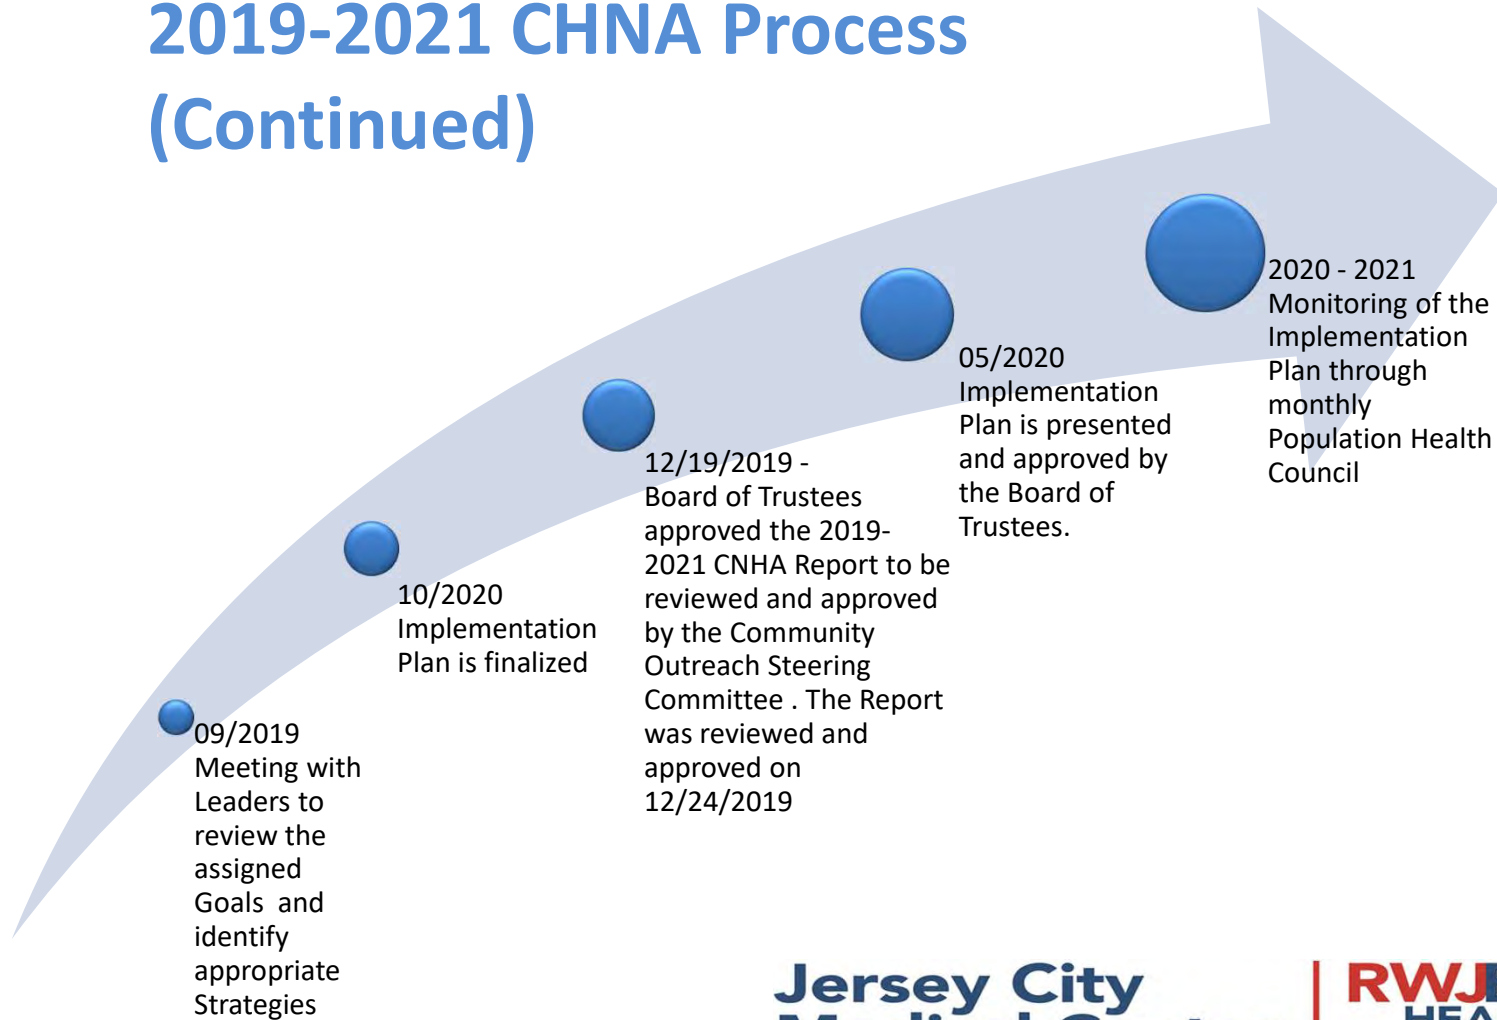 2019-2021 CHNA Process
(Continued)
09/2019
Meeting with
Leaders to
review the
assigned
Goals and
identify
appropriate
Strategies
10/2020
Implementation
Plan is finalized
12/19/2019 -
Board of Trustees
approved the 2019-
2021 CNHA Report to be
reviewed and approved
by the Community
Outreach Steering
Committee . The Report
was reviewed and
approved on
12/24/2019
05/2020
Implementation
Plan is presented
and approved by
the Board of
Trustees.
2020 - 2021
Monitoring of the
Implementation
Plan through
monthly
Population Health
Council
Jersey City
RWJ